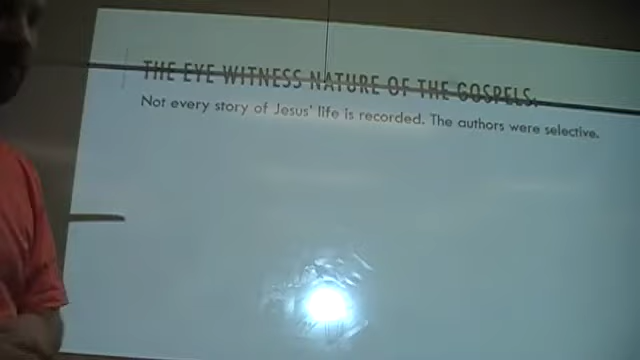 THE EYE WITNESS NATURE OF THE GOSPELS.
Not every story of Jesus' life is recorded. The authors were selective.